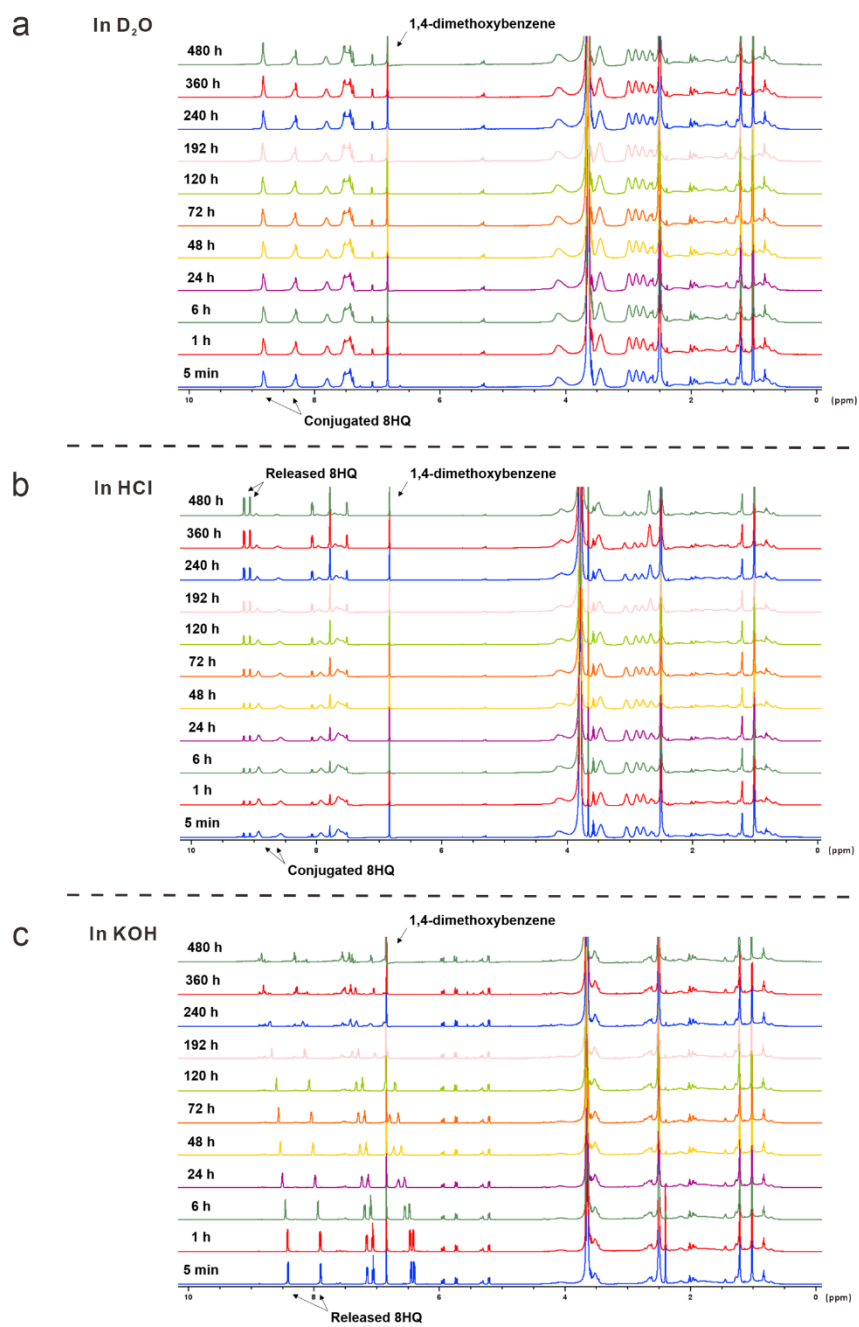 a
In D₂O
1,4-dimethoxybenzene
480 h
360 h
240 h
192 h
120 h
72 h
48 h
24 h
6 h
1 h
5 min
10 8 6 4 2 0 (ppm)
Conjugated 8HQ
b
In HCl
Released 8HQ 1,4-dimethoxybenzene
480 h
360 h
240 h
192 h
120 h
72 h
48 h
24 h
6 h
1 h
5 min
10 8 6 4 2 0 (ppm)
Conjugated 8HQ
c
In KOH
1,4-dimethoxybenzene
480 h
360 h
240 h
192 h
120 h
72 h
48 h
24 h
6 h
1 h
5 min
10 8 6 4 2 0 (ppm)
Released 8HQ